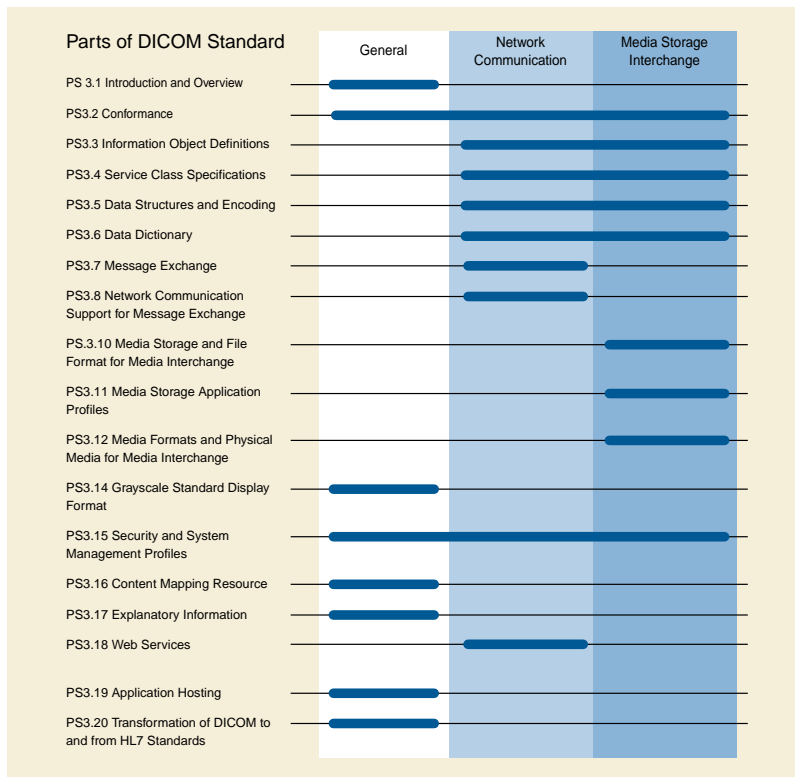 Parts of DICOM Standard
General
Network
Communication
Media Storage
Interchange
PS 3.1 Introduction and Overview
PS3.2 Conformance
PS3.3 Information Object Definitions
PS3.4 Service Class Specifications
PS3.5 Data Structures and Encoding
PS3.6 Data Dictionary
PS3.7 Message Exchange
PS3.8 Network Communication
Support for Message Exchange
PS.3.10 Media Storage and File
Format for Media Interchange
PS3.11 Media Storage Application
Profiles
PS3.12 Media Formats and Physical
Media for Media Interchange
PS3.14 Grayscale Standard Display
Format
PS3.15 Security and System
Management Profiles
PS3.16 Content Mapping Resource
PS3.17 Explanatory Information
PS3.18 Web Services
PS3.19 Application Hosting
PS3.20 Transformation of DICOM to
and from HL7 Standards